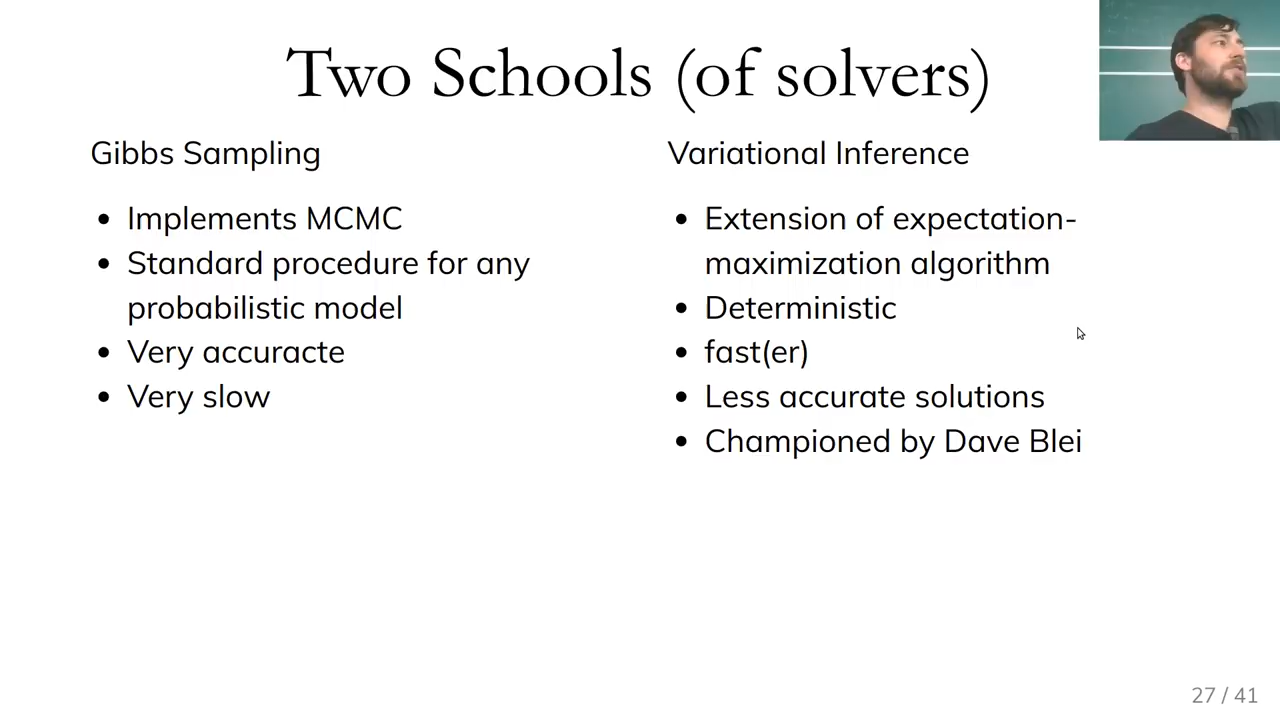 Two Schools (of solvers)
Gibbs Sampling
• Implements MCMC
• Standard procedure for any
probabilistic model
• Very accuracte
• Very slow
Variational Inference
• Extension of expectation-
maximization algorithm
• Deterministic
• fast(er)
• Less accurate solutions
• Championed by Dave Blei
27 / 41